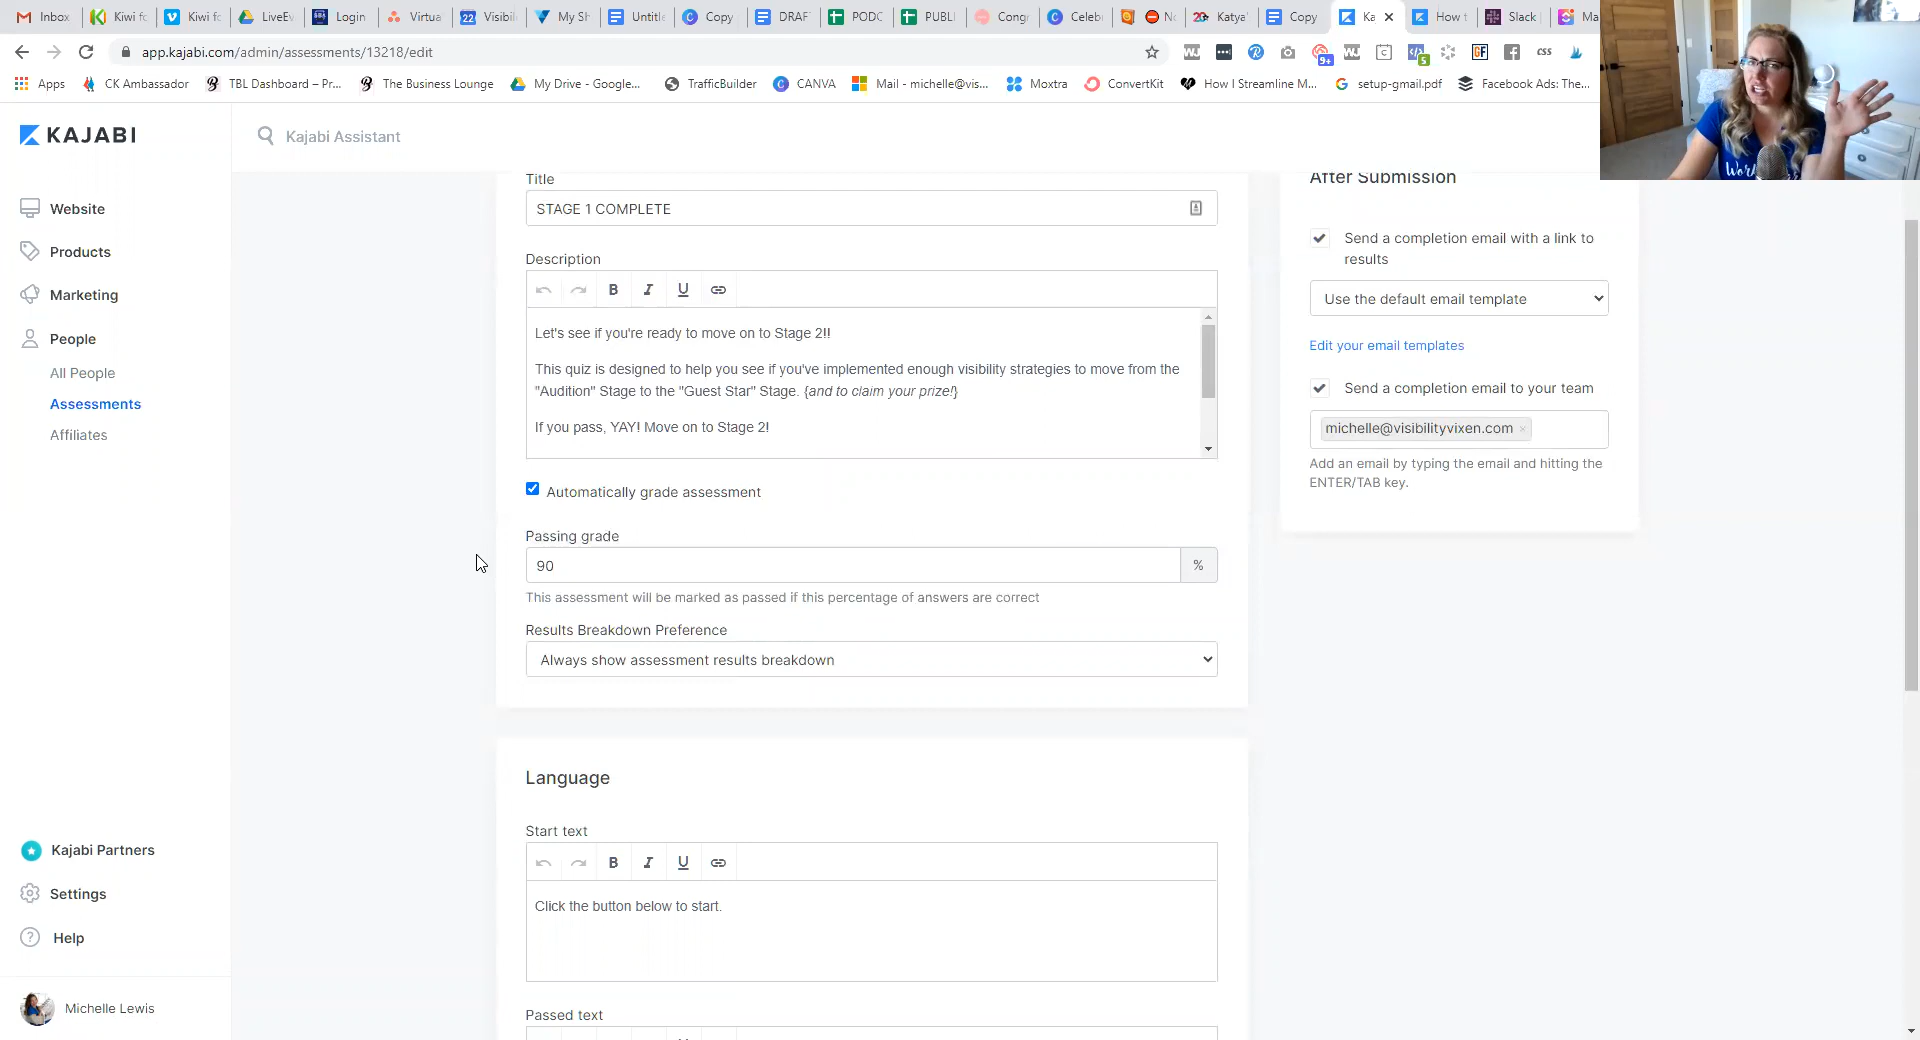 Inbox
Kiwi fo
Kiwi fo
LiveEv
Login
Virtua
Visibil
My Sh
Untitle
Copy
DRAF
PODC
PUBLI
Congr
Celebr
Katya'
Copy
Ka
How t
Slack
Ma
app.kajabi.com/admin/assessments/13218/edit
Apps
CK Ambassador
TBL Dashboard – Pr...
The Business Lounge
My Drive - Google...
TrafficBuilder
CANVA
Mail - michelle@vis...
Moxtra
ConvertKit
How I Streamline M...
setup-gmail.pdf
Facebook Ads: The...
KAJABI
Kajabi Assistant
Website
Products
Marketing
People
All People
Assessments
Affiliates
Kajabi Partners
Settings
Help
Michelle Lewis
Title
STAGE 1 COMPLETE
Description
B I U
Let's see if you're ready to move on to Stage 2!!
This quiz is designed to help you see if you've implemented enough visibility strategies to move from the
"Audition" Stage to the "Guest Star" Stage. {and to claim your prize!}
If you pass, YAY! Move on to Stage 2!
Automatically grade assessment
Passing grade
90
%
This assessment will be marked as passed if this percentage of answers are correct
Results Breakdown Preference
Always show assessment results breakdown
Language
Start text
B I U
Click the button below to start.
Passed text
After Submission
Send a completion email with a link to
results
Use the default email template
Edit your email templates
Send a completion email to your team
michelle@visibilityvixen.com ×
Add an email by typing the email and hitting the
ENTER/TAB key.